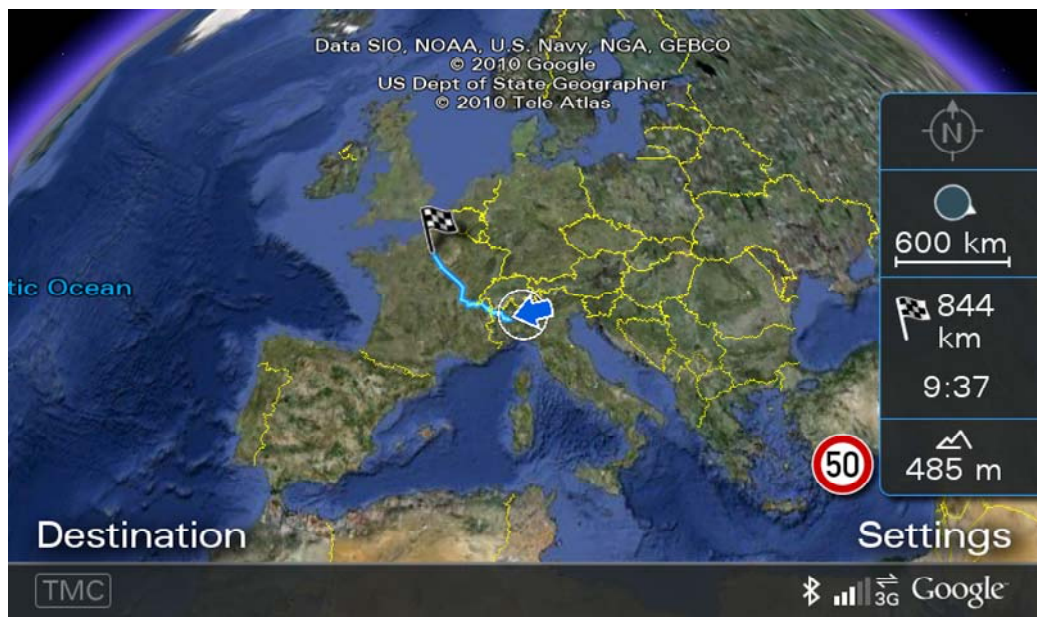 Data SIO, NOAA, U.S. Navy, NGA, GEBCO
© 2010 Google
US Dept of State Geographer
© 2010 Tele Atlas
N
600 km
tic Ocean
844
km
9:37
50
485 m
Destination
Settings
TMC
3G Google